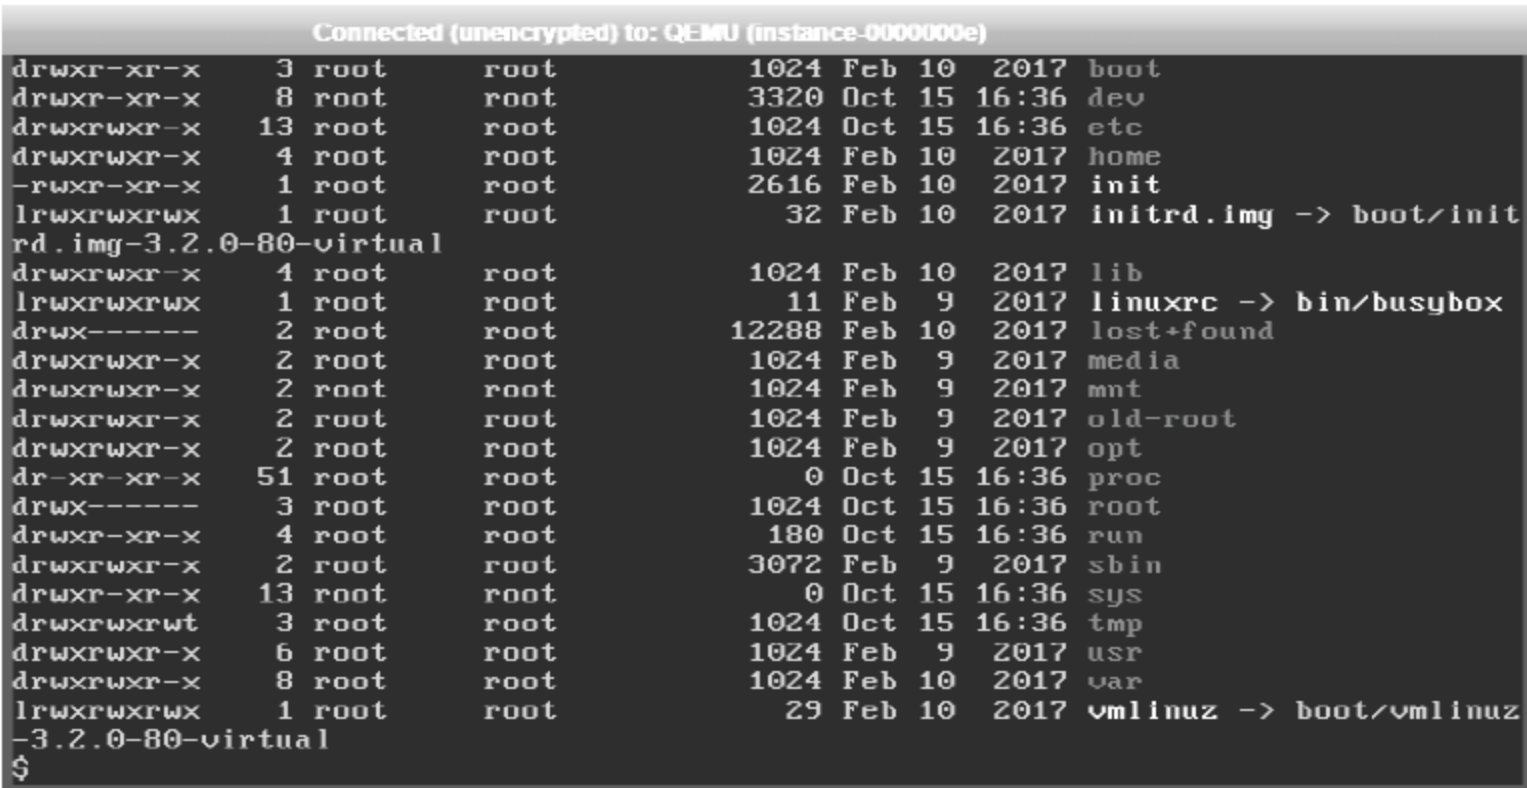 Connected (unencrypted) to: QEMU (instance-0000000e)
drwxr-xr-x    3 root     root          1024 Feb 10  2017 boot
drwxr-xr-x    8 root     root          3320 Oct 15 16:36 dev
drwxrwxr-x   13 root     root          1024 Oct 15 16:36 etc
drwxrwxr-x    4 root     root          1024 Feb 10  2017 home
-rwxr-xr-x    1 root     root          2616 Feb 10  2017 init
lrwxrwxrwx    1 root     root            32 Feb 10  2017 initrd.img -> boot/init
rd.img-3.2.0-80-virtual
drwxrwxr-x    4 root     root          1024 Feb 10  2017 lib
lrwxrwxrwx    1 root     root            11 Feb  9  2017 linuxrc -> bin/busybox
drwx------    2 root     root         12288 Feb 10  2017 lost+found
drwxrwxr-x    2 root     root          1024 Feb  9  2017 media
drwxrwxr-x    2 root     root          1024 Feb  9  2017 mnt
drwxrwxr-x    2 root     root          1024 Feb  9  2017 old-root
drwxrwxr-x    2 root     root          1024 Feb  9  2017 opt
dr-xr-xr-x   51 root     root             0 Oct 15 16:36 proc
drwx------    3 root     root          1024 Oct 15 16:36 root
drwxr-xr-x    4 root     root           180 Oct 15 16:36 run
drwxrwxr-x    2 root     root          3072 Feb  9  2017 sbin
drwxr-xr-x   13 root     root             0 Oct 15 16:36 sys
drwxrwxrwt    3 root     root          1024 Oct 15 16:36 tmp
drwxrwxr-x    6 root     root          1024 Feb  9  2017 usr
drwxrwxr-x    8 root     root          1024 Feb 10  2017 var
lrwxrwxrwx    1 root     root            29 Feb 10  2017 vmlinuz -> boot/vmlinuz
-3.2.0-80-virtual
$